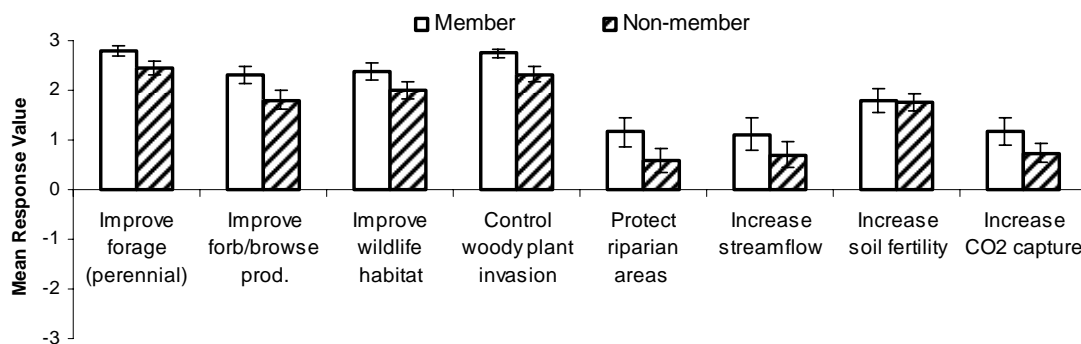 Member Non-member
3
2
1
0
-1
-2
-3
Mean Response Value
Improve
forage
(perennial)
Improve
forb/browse
prod.
Improve
wildlife
habitat
Control
woody plant
invasion
Protect
riparian
areas
Increase
streamflow
Increase
soil fertility
Increase
CO2 capture